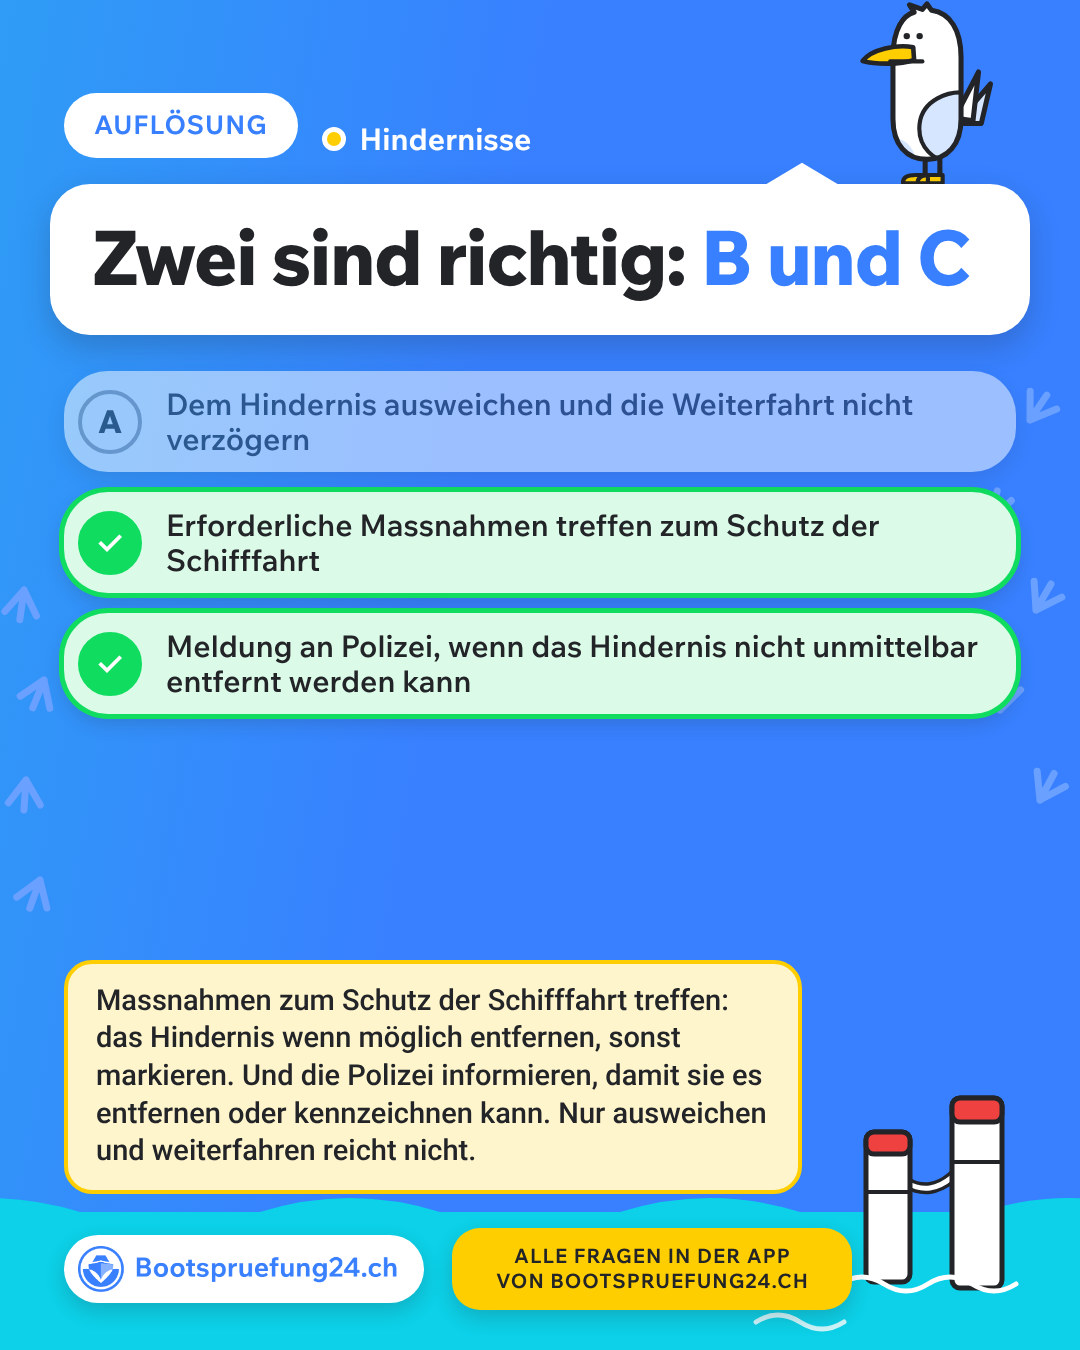 AUFLÖSUNG
Hindernisse
Zwei sind richtig: B und C
A
Dem Hindernis ausweichen und die Weiterfahrt nicht
verzögern
Erforderliche Massnahmen treffen zum Schutz der
Schifffahrt
Meldung an Polizei, wenn das Hindernis nicht unmittelbar
entfernt werden kann
Massnahmen zum Schutz der Schifffahrt treffen:
das Hindernis wenn möglich entfernen, sonst
markieren. Und die Polizei informieren, damit sie es
entfernen oder kennzeichnen kann. Nur ausweichen
und weiterfahren reicht nicht.
Bootspruefung24.ch
ALLE FRAGEN IN DER APP
VON BOOTSPRUEFUNG24.CH